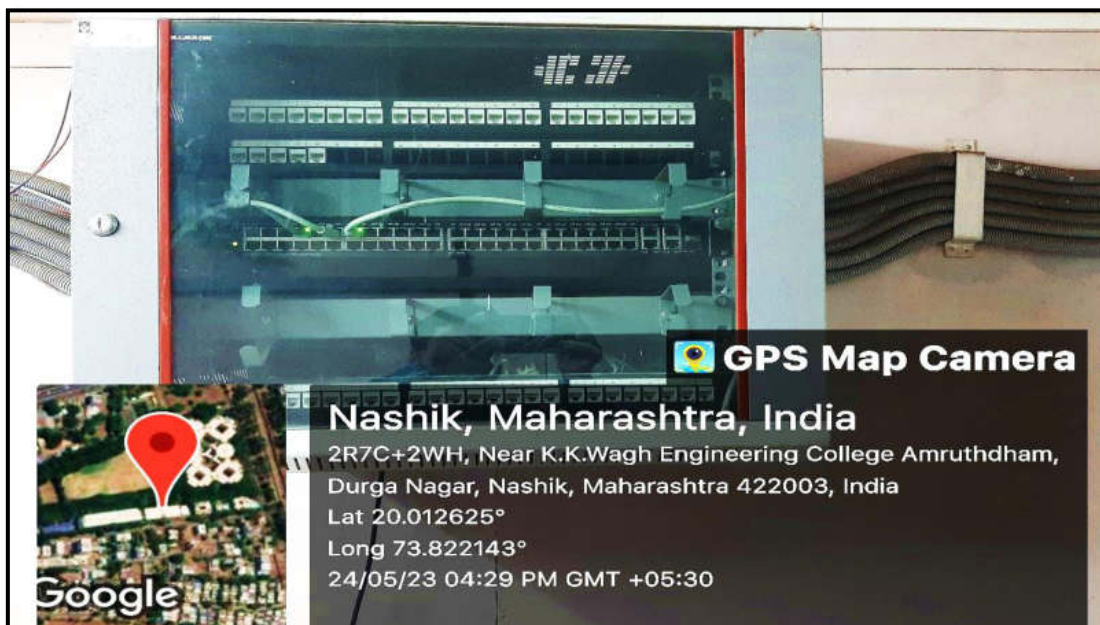 GPS Map Camera
Nashik, Maharashtra, India
2R7C+2WH, Near K.K.Wagh Engineering College Amruthdham,
Durga Nagar, Nashik, Maharashtra 422003, India
Lat 20.012625°
Long 73.822143°
24/05/23 04:29 PM GMT +05:30
Google